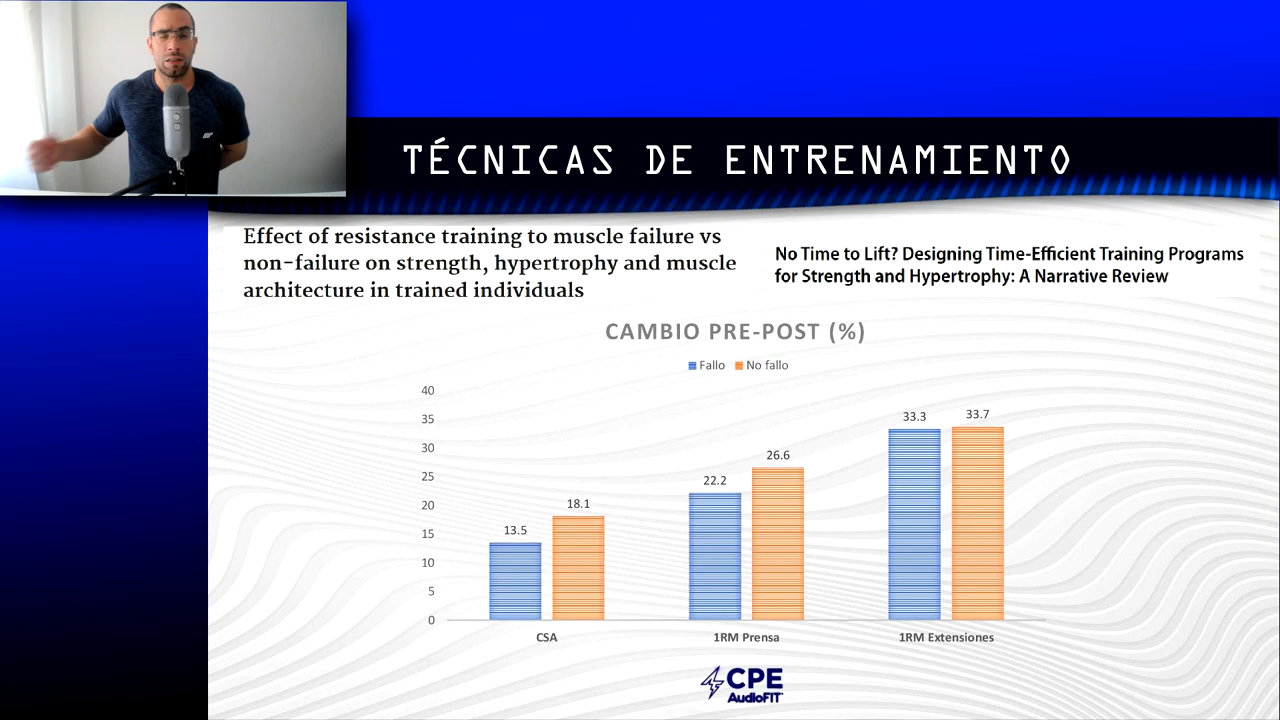 TÉCNICAS DE ENTRENAMIENTO
Effect of resistance training to muscle failure vs
non-failure on strength, hypertrophy and muscle
architecture in trained individuals
No Time to Lift? Designing Time-Efficient Training Programs
for Strength and Hypertrophy: A Narrative Review
CAMBIO PRE-POST (%)
Fallo No fallo
40
35
30
25
20
15
10
5
0
13.5
18.1
22.2
26.6
33.3
33.7
CSA
1RM Prensa
1RM Extensiones
CPE
AudioFIT